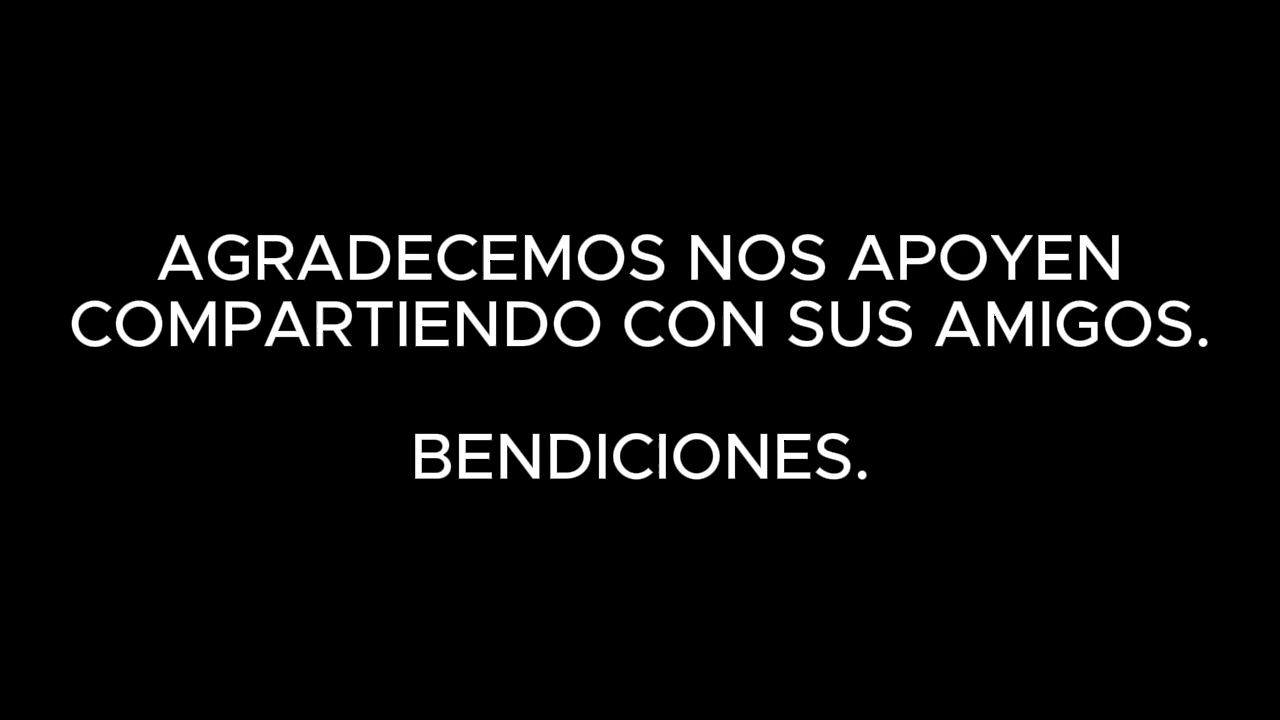 AGRADECEMOS NOS APOYEN
COMPARTIENDO CON SUS AMIGOS.
BENDICIONES.